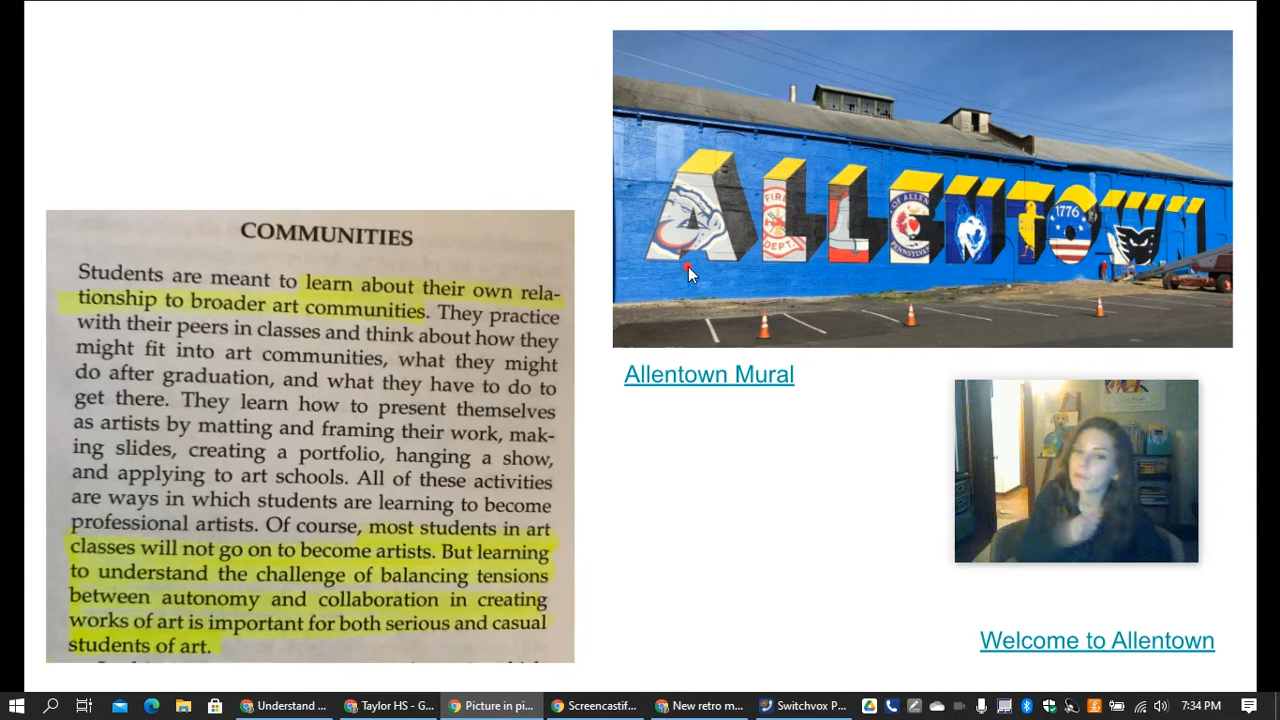 COMMUNITIES
Students are meant to learn about their own rela-
tionship to broader art communities. They practice
with their peers in classes and think about how they
might fit into art communities, what they might
do after graduation, and what they have to do to
get there. They learn how to present themselves
as artists by matting and framing their work, mak-
ing slides, creating a portfolio, hanging a show,
and applying to art schools. All of these activities
are ways in which students are learning to become
professional artists. Of course, most students in art
classes will not go on to become artists. But learning
to understand the challenge of balancing tensions
between autonomy and collaboration in creating
works of art is important for both serious and casual
students of art.
ALLENTOWN
FIRE
DEPT.
OF ALLEN
PENNSYLVA
1776
Allentown Mural
Welcome to Allentown
Understand ...
Taylor HS - G...
Picture in pi...
Screencastif...
New retro m...
Switchvox P...
7:34 PM